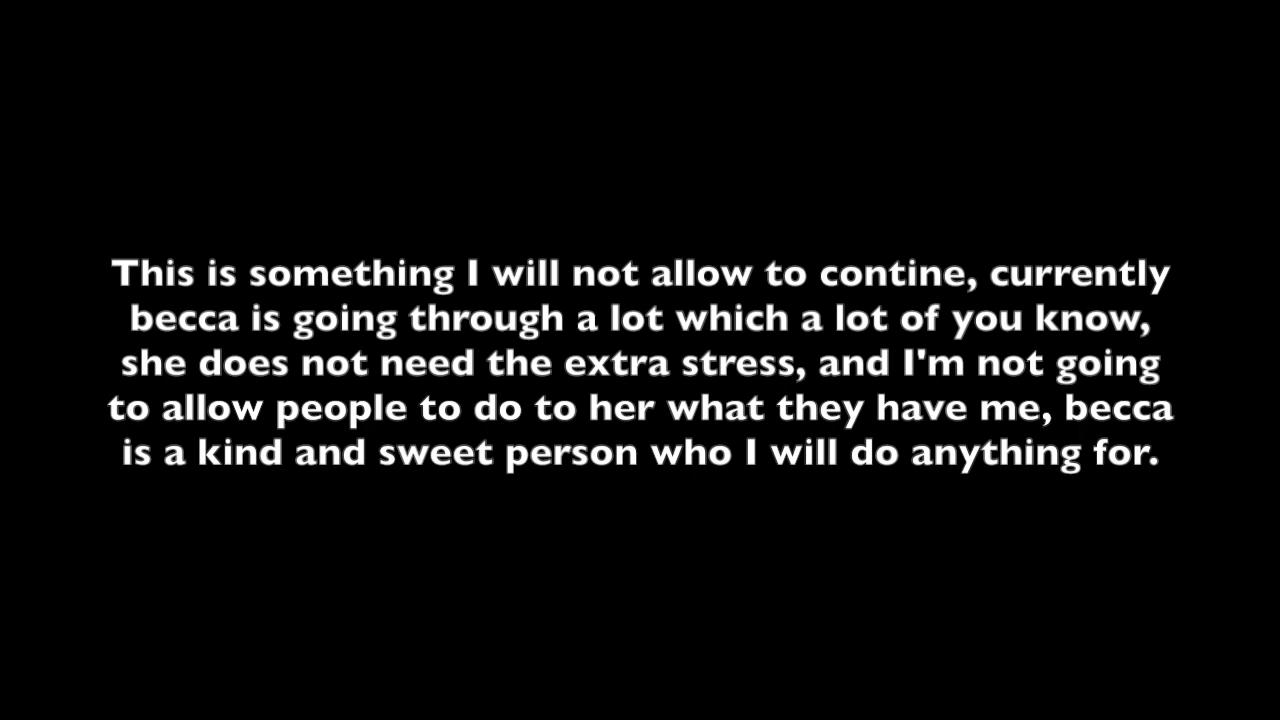 This is something I will not allow to contine, currently
becca is going through a lot which a lot of you know,
she does not need the extra stress, and I'm not going
to allow people to do to her what they have me, becca
is a kind and sweet person who I will do anything for.